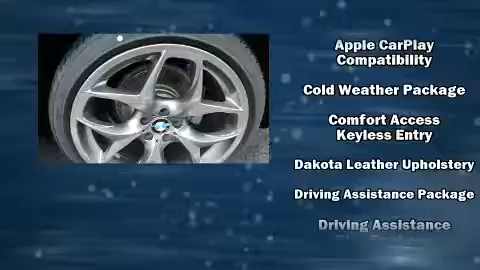 Apple CarPlay
Compatibility
Cold Weather Package
Comfort Access
Keyless Entry
Dakota Leather Upholstery
Driving Assistance Package
Driving Assistance